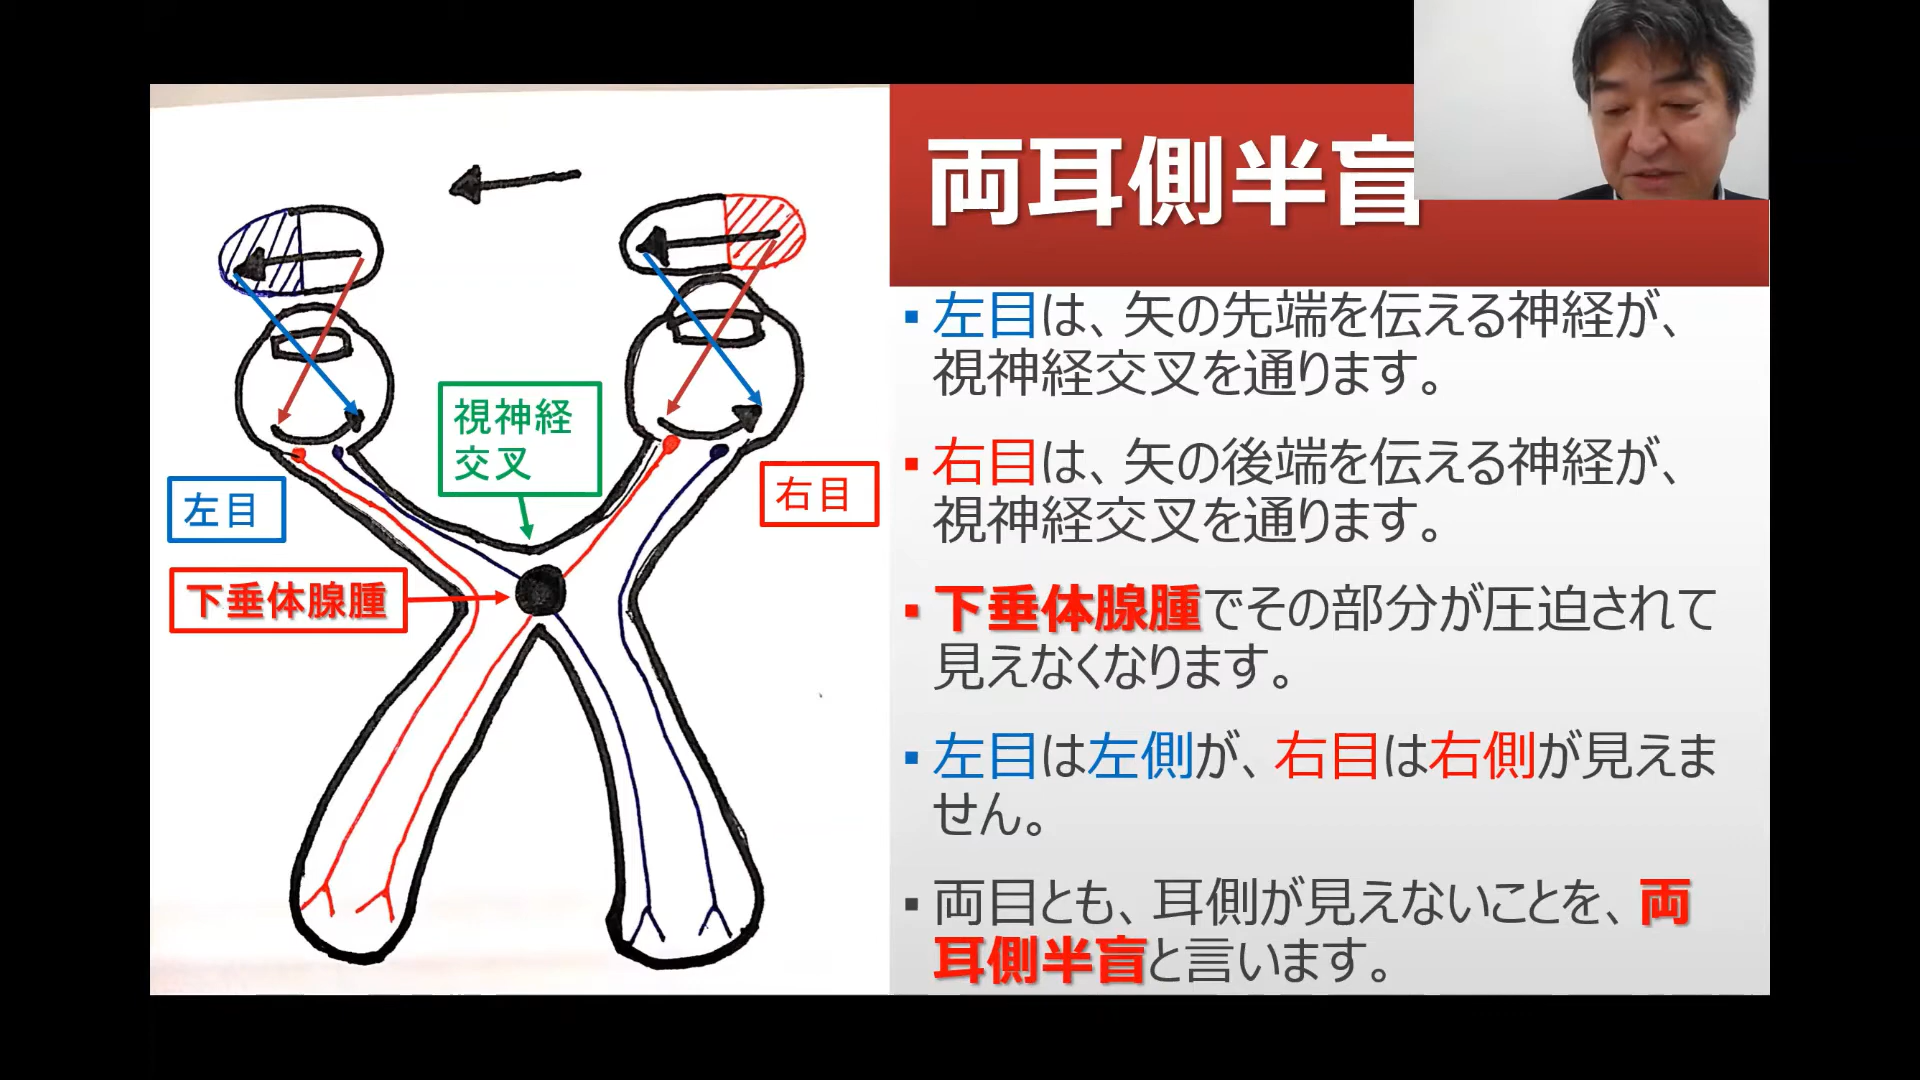 両耳側半盲
視神経
交叉
左目
右目
下垂体腺腫
左目は、矢の先端を伝える神経が、
視神経交叉を通ります。
右目は、矢の後端を伝える神経が、
視神経交叉を通ります。
下垂体腺腫でその部分が圧迫されて
見えなくなります。
左目は左側が、右目は右側が見えま
せん。
両目とも、耳側が見えないことを、両
耳側半盲と言います。